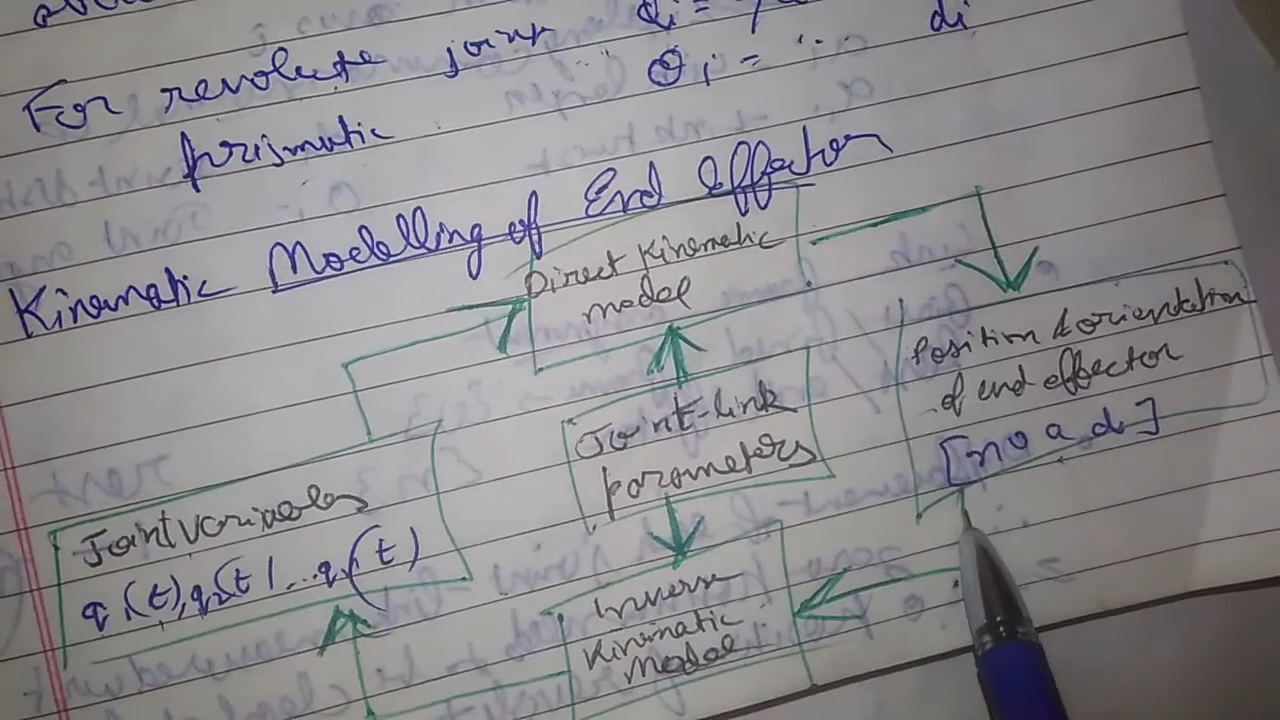 For revolute joint
θi =
di
prismatic
Kinematic Modelling of End Effector
Direct Kinematic
model
Position & orientation
of end effector
[n o a d]
Joint-link
parameters
Joint variables
q1(t), q2(t)...q(t)
Inverse
Kinematic
Model